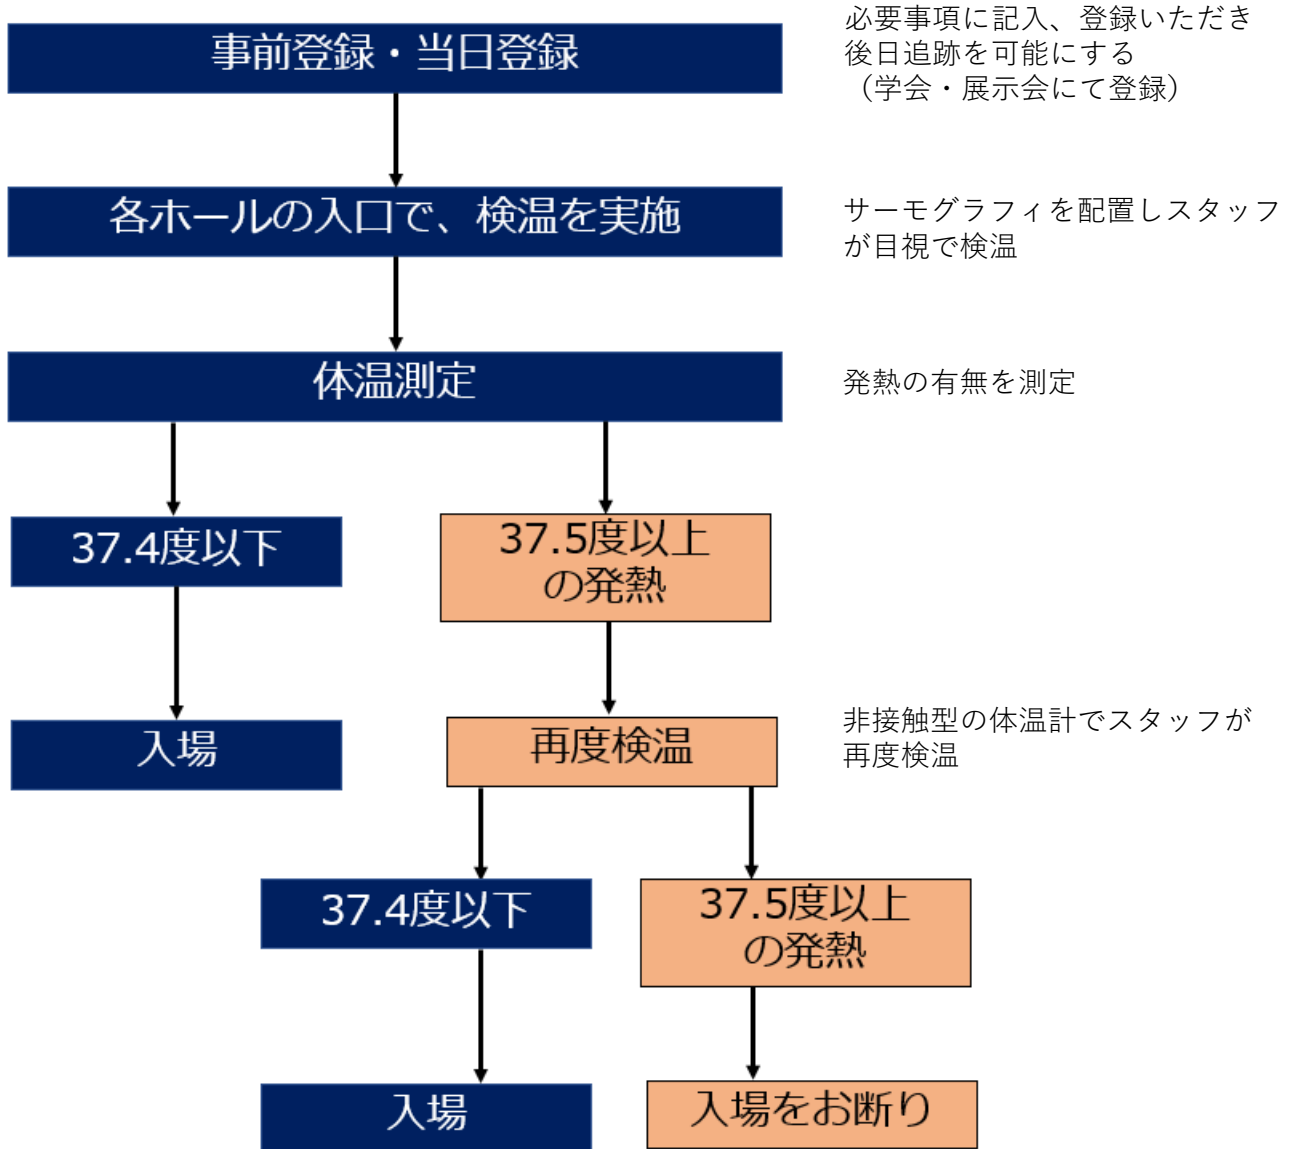 事前登録・当日登録
必要事項に記入、登録いただき
後日追跡を可能にする
（学会・展示会にて登録）
各ホールの入口で、検温を実施
サーモグラフィを配置しスタッフ
が目視で検温
体温測定
発熱の有無を測定
37.4度以下
37.5度以上
の発熱
入場
再度検温
非接触型の体温計でスタッフが
再度検温
37.4度以下
37.5度以上
の発熱
入場
入場をお断り